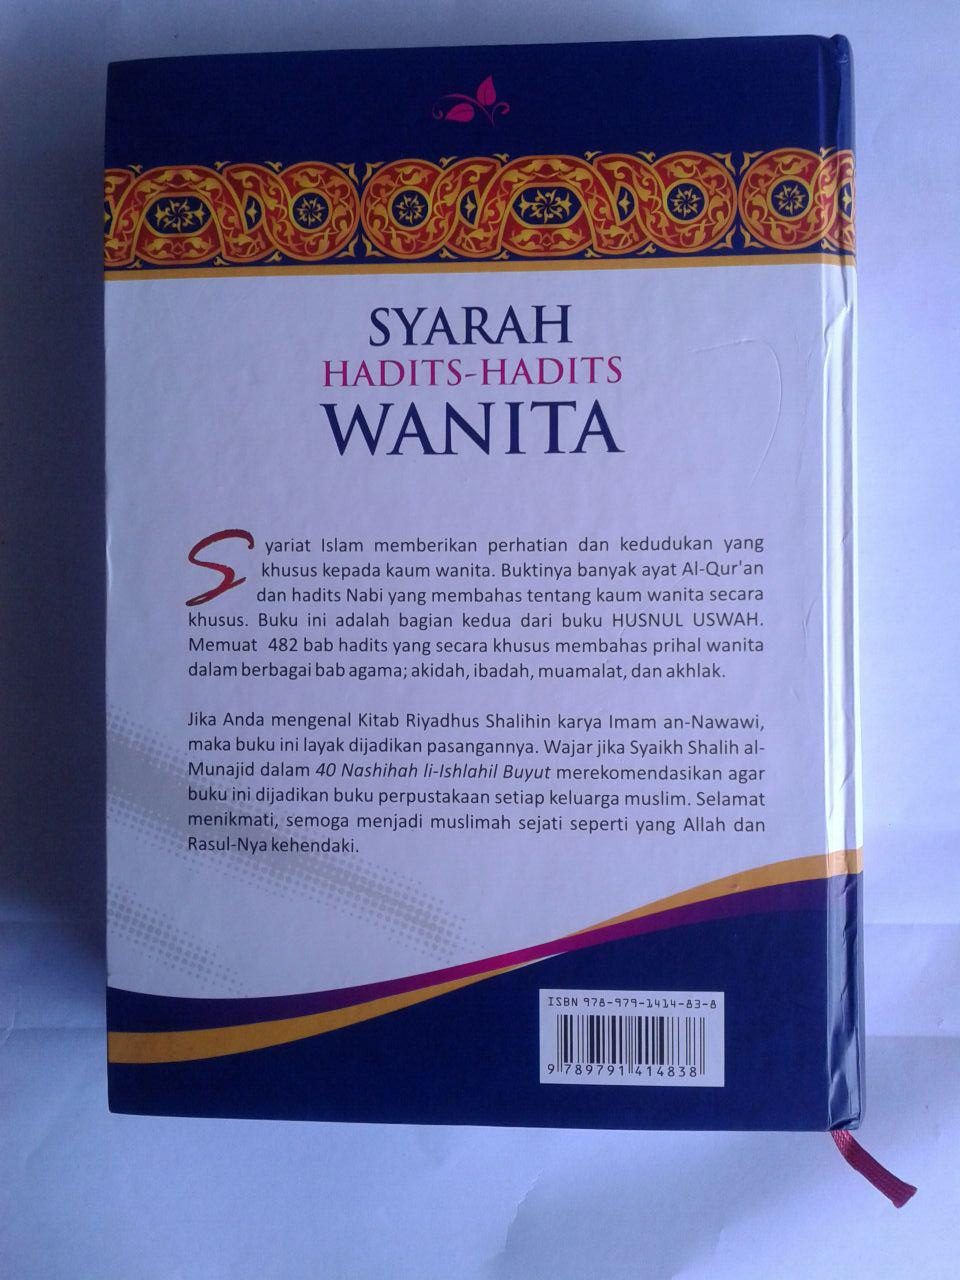 SYARAH
HADITS-HADITS
WANITA
Syariat Islam memberikan perhatian dan kedudukan yang
khusus kepada kaum wanita. Buktinya banyak ayat Al-Qur'an
dan hadits Nabi yang membahas tentang kaum wanita secara
khusus. Buku ini adalah bagian kedua dari buku HUSNUL USWAH.
Memuat 482 bab hadits yang secara khusus membahas prihal wanita
dalam berbagai bab agama; akidah, ibadah, muamalat, dan akhlak.
Jika Anda mengenal Kitab Riyadhus Shalihin karya Imam an-Nawawi,
maka buku ini layak dijadikan pasangannya. Wajar jika Syaikh Shalih al-
Munajid dalam 40 Nashihah li-Ishlahil Buyut merekomendasikan agar
buku ini dijadikan buku perpustakaan setiap keluarga muslim. Selamat
menikmati, semoga menjadi muslimah sejati seperti yang Allah dan
Rasul-Nya kehendaki.
ISBN 978-979-1414-83-8
9 789791 414838